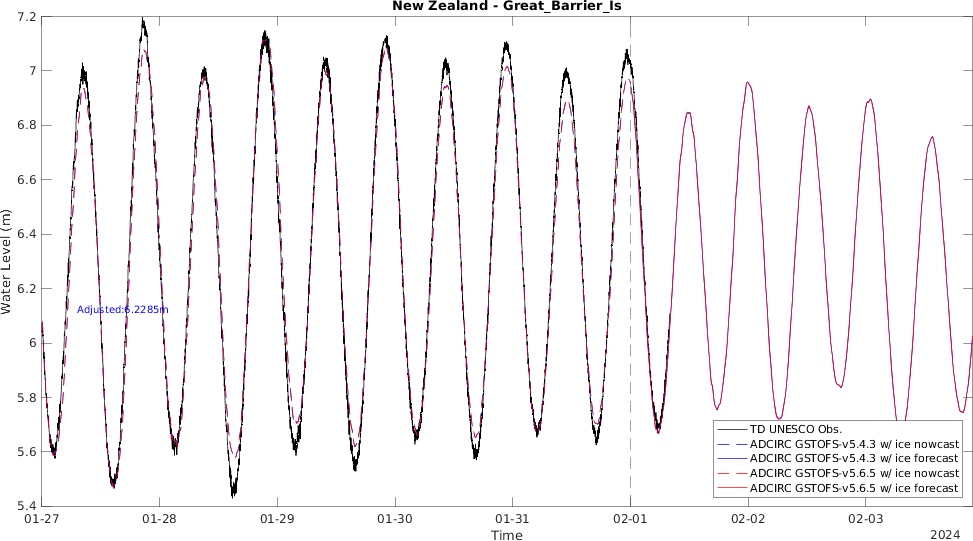 New Zealand - Great_Barrier_Is
7.2
7
6.8
6.6
6.4
6.2
6
5.8
5.6
5.4
Water Level (m)
Adjusted:6.2285m
TD UNESCO Obs.
ADCIRC GSTOFS-v5.4.3 w/ ice nowcast
ADCIRC GSTOFS-v5.4.3 w/ ice forecast
ADCIRC GSTOFS-v5.6.5 w/ ice nowcast
ADCIRC GSTOFS-v5.6.5 w/ ice forecast
01-27 01-28 01-29 01-30 01-31 02-01 02-02 02-03
Time
2024